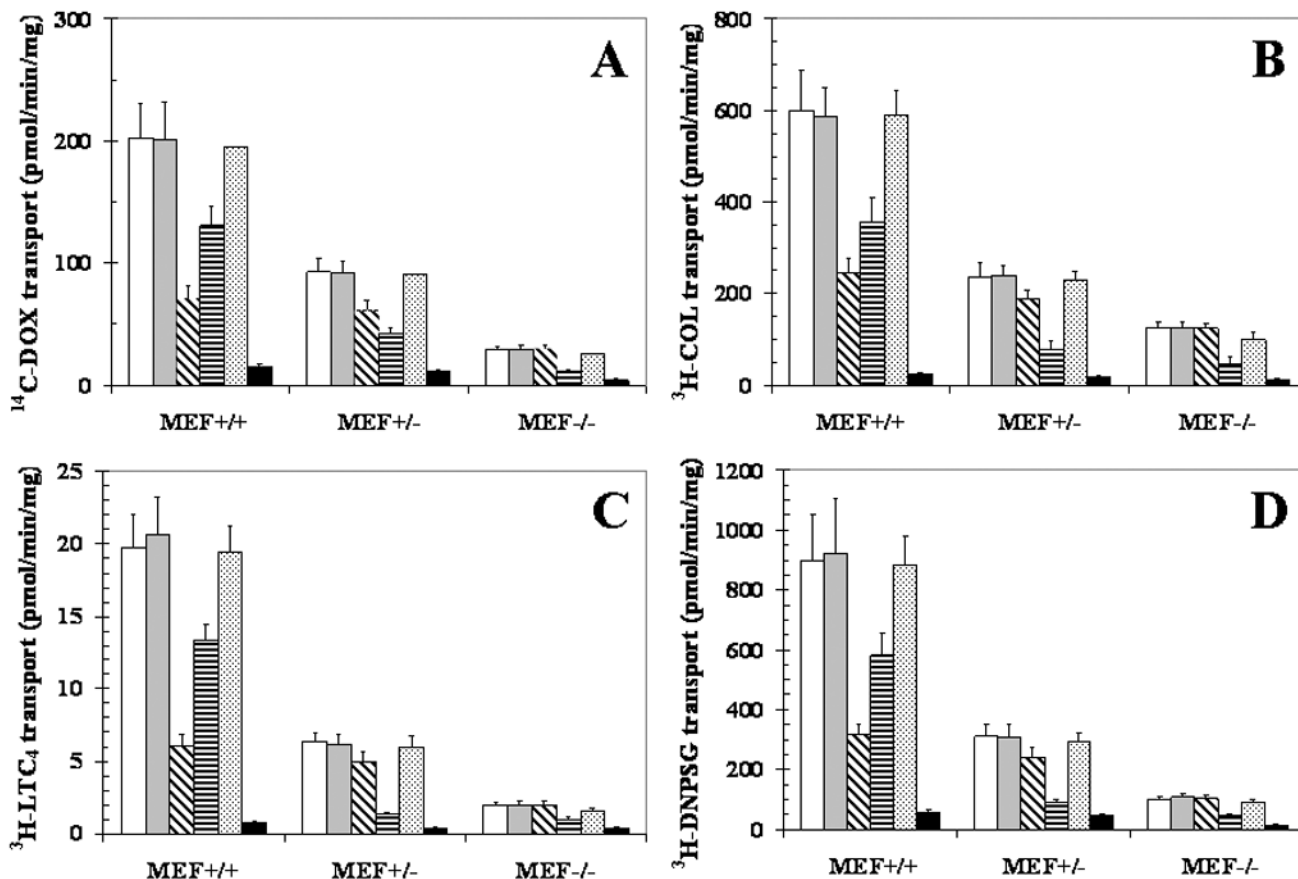 A
¹⁴C-DOX transport (pmol/min/mg)
300
200
100
0
MEF+/+ MEF+/- MEF-/-
B
³H-COL transport (pmol/min/mg)
800
600
400
200
0
MEF+/+ MEF+/- MEF-/-
C
³H-LTC₄ transport (pmol/min/mg)
25
20
15
10
5
0
MEF+/+ MEF+/- MEF-/-
D
³H-DNPSG transport (pmol/min/mg)
1200
1000
800
600
400
200
0
MEF+/+ MEF+/- MEF-/-